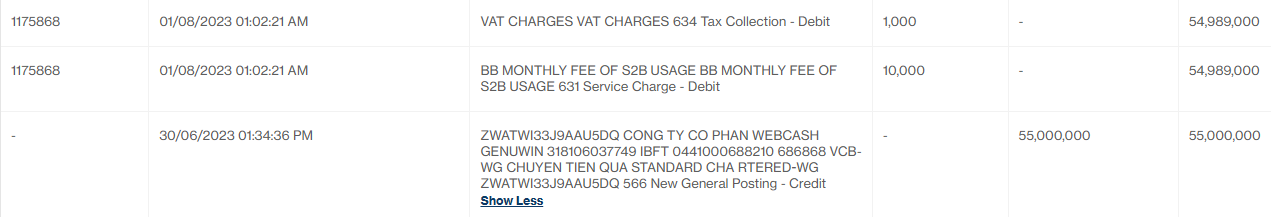 1175868 01/08/2023 01:02:21 AM VAT CHARGES VAT CHARGES 634 Tax Collection - Debit 1,000 - 54,989,000
1175868 01/08/2023 01:02:21 AM BB MONTHLY FEE OF S2B USAGE BB MONTHLY FEE OF 10,000 - 54,989,000
S2B USAGE 631 Service Charge - Debit
- 30/06/2023 01:34:36 PM ZWATWI33J9AAU5DQ CONG TY CO PHAN WEBCASH - 55,000,000 55,000,000
GENUWIN 318106037749 IBFT 0441000688210 686868 VCB-
WG CHUYEN TIEN QUA STANDARD CHA RTERED-WG
ZWATWI33J9AAU5DQ 566 New General Posting - Credit
Show Less